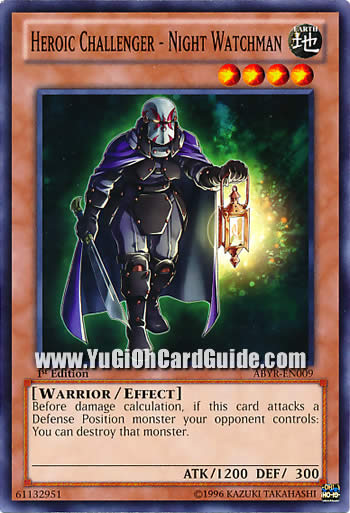 HEROIC CHALLENGER - NIGHT WATCHMAN
EARTH
地
www.YuGiOhCardGuide.com
1st Edition
ABYR-EN009
[WARRIOR / EFFECT]
Before damage calculation, if this card attacks a
Defense Position monster your opponent controls:
You can destroy that monster.
ATK/1200 DEF/ 300
61132951
©1996 KAZUKI TAKAHASHI